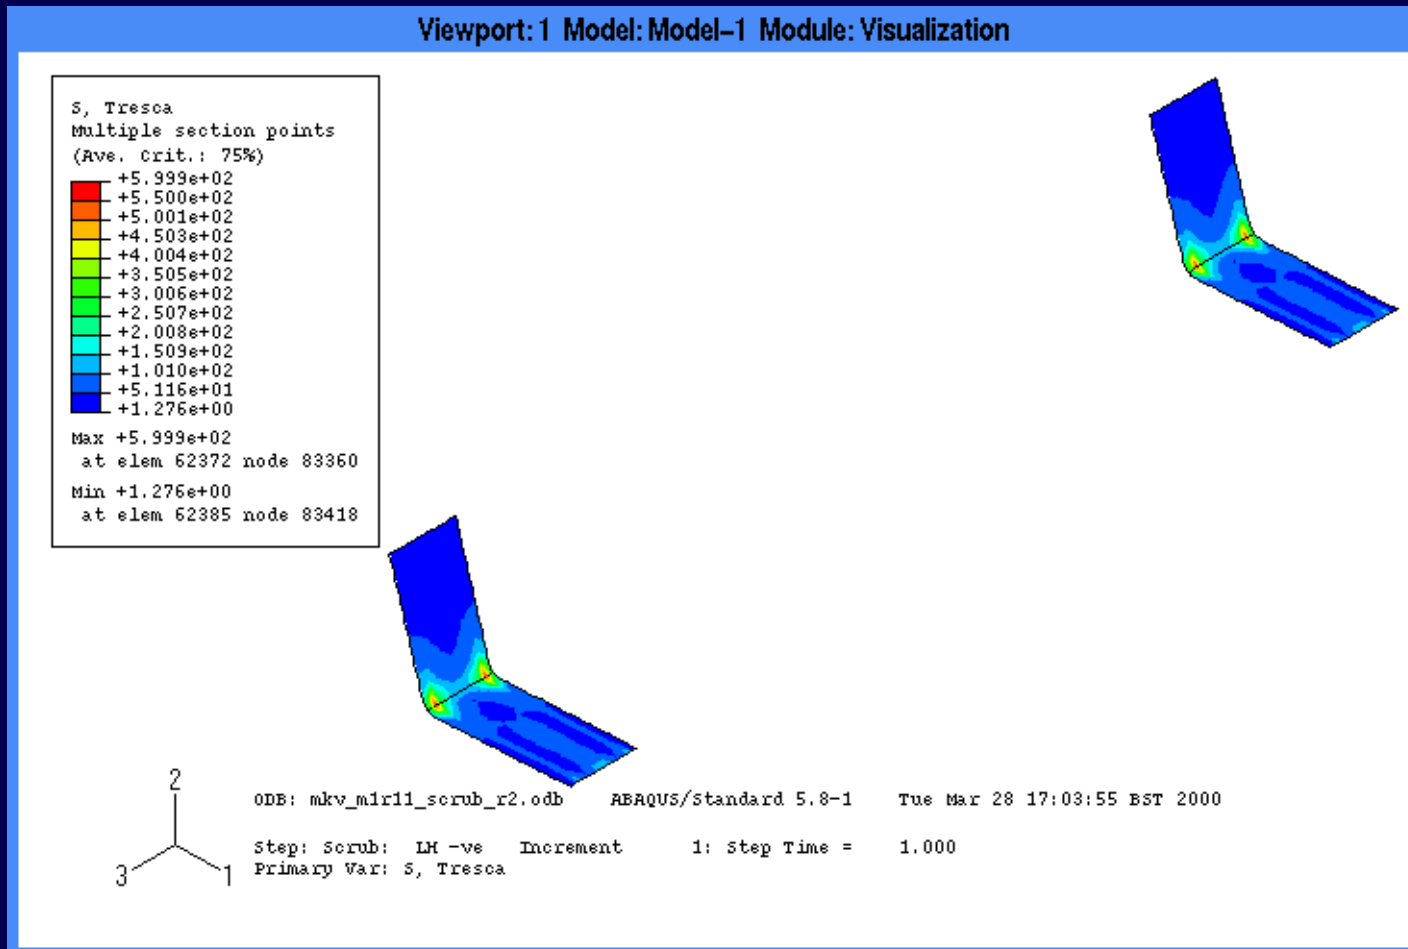 Viewport: 1 Model: Model-1 Module: Visualization
S, Tresca
Multiple section points
(Ave. Crit.: 75%)
+5.999e+02
+5.500e+02
+5.001e+02
+4.503e+02
+4.004e+02
+3.505e+02
+3.006e+02
+2.507e+02
+2.008e+02
+1.509e+02
+1.010e+02
+5.116e+01
+1.276e+00
Max +5.999e+02
at elem 62372 node 83360
Min +1.276e+00
at elem 62385 node 83418
2
3
1
ODB: mkv_m1r11_scrub_r2.odb ABAQUS/Standard 5.8-1 Tue Mar 28 17:03:55 BST 2000
Step: Scrub: LH -ve Increment 1: Step Time = 1.000
Primary Var: S, Tresca